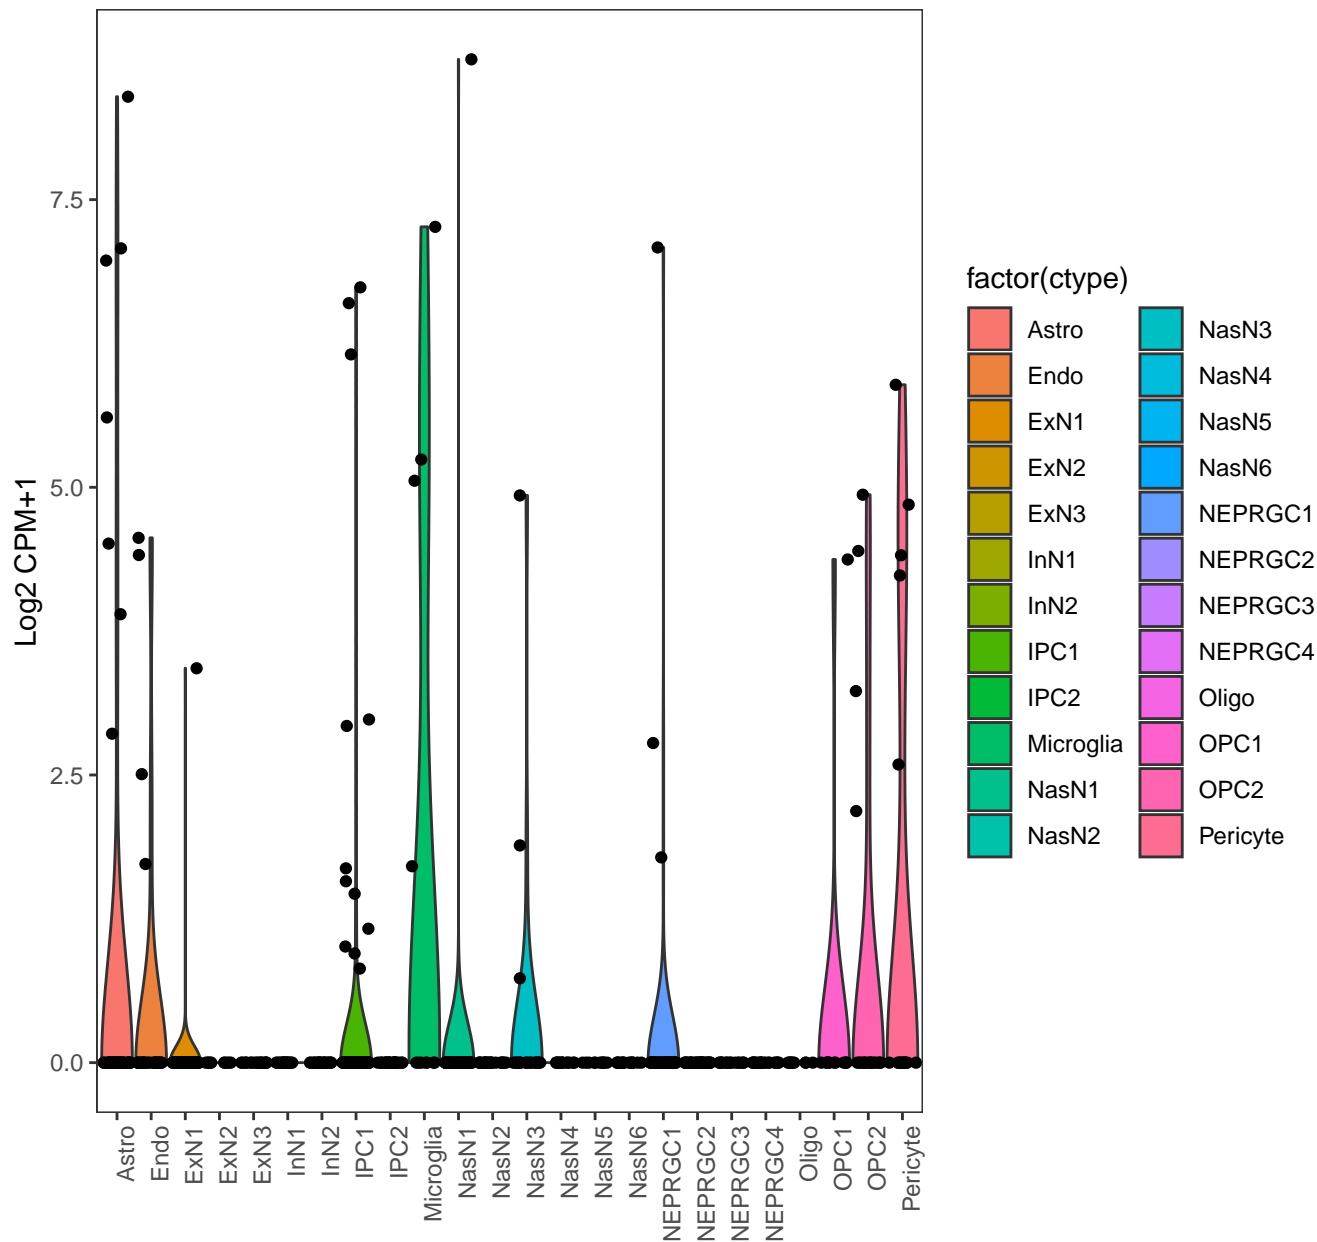 Log2 CPM+1
7.5
5.0
2.5
0.0
Astro
Endo
ExN1
ExN2
ExN3
InN1
InN2
IPC1
IPC2
Microglia
NasN1
NasN2
NasN3
NasN4
NasN5
NasN6
NEPRGC1
NEPRGC2
NEPRGC3
NEPRGC4
Oligo
OPC1
OPC2
Pericyte
factor(ctype)
Astro
Endo
ExN1
ExN2
ExN3
InN1
InN2
IPC1
IPC2
Microglia
NasN1
NasN2
NasN3
NasN4
NasN5
NasN6
NEPRGC1
NEPRGC2
NEPRGC3
NEPRGC4
Oligo
OPC1
OPC2
Pericyte